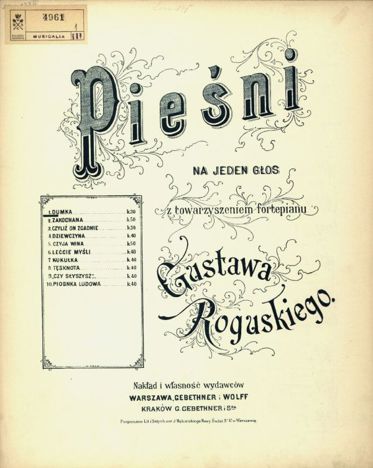 4961
MUSICALIA
Pieśni
NA JEDEN GŁOS
z towarzyszeniem fortepianu
Gustawa
Roguskiego.
1. DUMKA k.30
2. ZAKOCHANA k.50
3. CZYLIŻ ON ZGADNIE k.30
4. DZIEWCZYNA k.40
5. CZYJA WINA k.50
6. LEĆCIE MYŚLI k.40
7. KUKUŁKA k.40
8. TĘSKNOTA k.40
9. CZY SŁYSZYSZ? k.40
10. PIOSNKA LUDOWA k.40
Nakład i własność wydawców
WARSZAWA, GEBETHNER i WOLFF
KRAKÓW G. GEBETHNER i Sp.